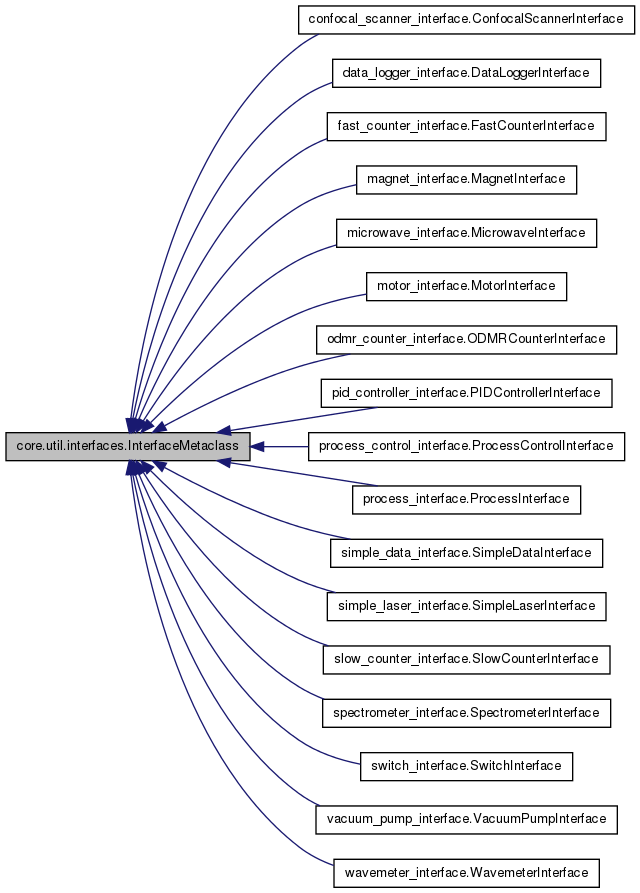 confocal_scanner_interface.ConfocalScannerInterface
data_logger_interface.DataLoggerInterface
fast_counter_interface.FastCounterInterface
magnet_interface.MagnetInterface
microwave_interface.MicrowaveInterface
motor_interface.MotorInterface
odmr_counter_interface.ODMRCounterInterface
pid_controller_interface.PIDControllerInterface
core.util.interfaces.InterfaceMetaclass
process_control_interface.ProcessControlInterface
process_interface.ProcessInterface
simple_data_interface.SimpleDataInterface
simple_laser_interface.SimpleLaserInterface
slow_counter_interface.SlowCounterInterface
spectrometer_interface.SpectrometerInterface
switch_interface.SwitchInterface
vacuum_pump_interface.VacuumPumpInterface
wavemeter_interface.WavemeterInterface